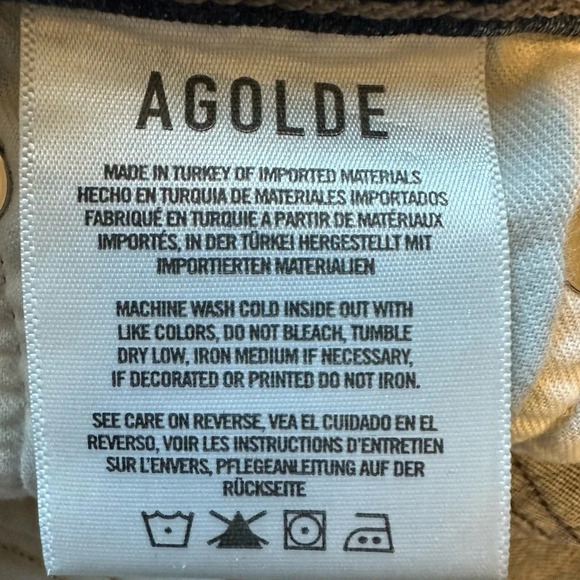 AGOLDE
MADE IN TURKEY OF IMPORTED MATERIALS
HECHO EN TURQUIA DE MATERIALES IMPORTADOS
FABRIQUÉ EN TURQUIE A PARTIR DE MATÉRIAUX
IMPORTÉS, IN DER TÜRKEI HERGESTELLT MIT
IMPORTIERTEN MATERIALIEN
MACHINE WASH COLD INSIDE OUT WITH
LIKE COLORS, DO NOT BLEACH, TUMBLE
DRY LOW, IRON MEDIUM IF NECESSARY,
IF DECORATED OR PRINTED DO NOT IRON.
SEE CARE ON REVERSE, VEA EL CUIDADO EN EL
REVERSO, VOIR LES INSTRUCTIONS D'ENTRETIEN
SUR L'ENVERS, PFLEGEANLEITUNG AUF DER
RÜCKSEITE